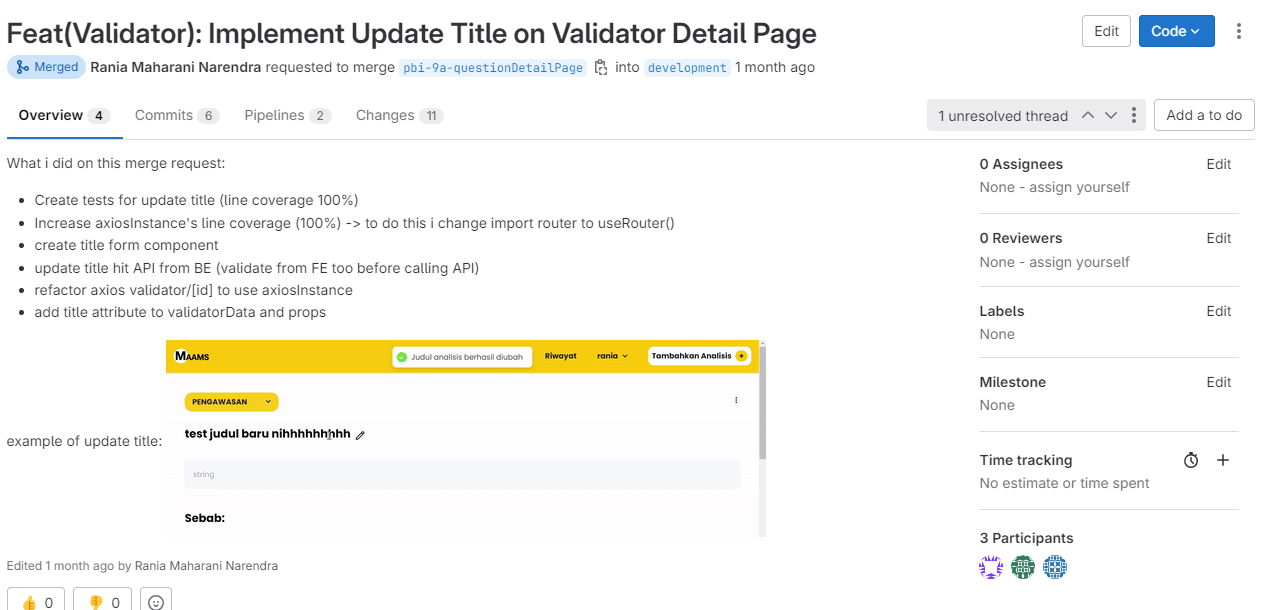 Feat(Validator): Implement Update Title on Validator Detail Page
Edit
Code
Merged Rania Maharani Narendra requested to merge pbi-9a-questionDetailPage into development 1 month ago
Overview 4 Commits 6 Pipelines 2 Changes 11
1 unresolved thread
Add a to do
What i did on this merge request:
• Create tests for update title (line coverage 100%)
• Increase axiosInstance's line coverage (100%) -> to do this i change import router to useRouter()
• create title form component
• update title hit API from BE (validate from FE too before calling API)
• refactor axios validator/[id] to use axiosInstance
• add title attribute to validatorData and props
MAAMS
Judul analisis berhasil diubah
Riwayat
rania
Tambahkan Analisis +
PENGAWASAN
test judul baru nihhhhhhhhh
example of update title:
string
Sebab:
Edited 1 month ago by Rania Maharani Narendra
👍 0 👎 0
0 Assignees Edit
None - assign yourself
0 Reviewers Edit
None - assign yourself
Labels Edit
None
Milestone Edit
None
Time tracking
No estimate or time spent
3 Participants